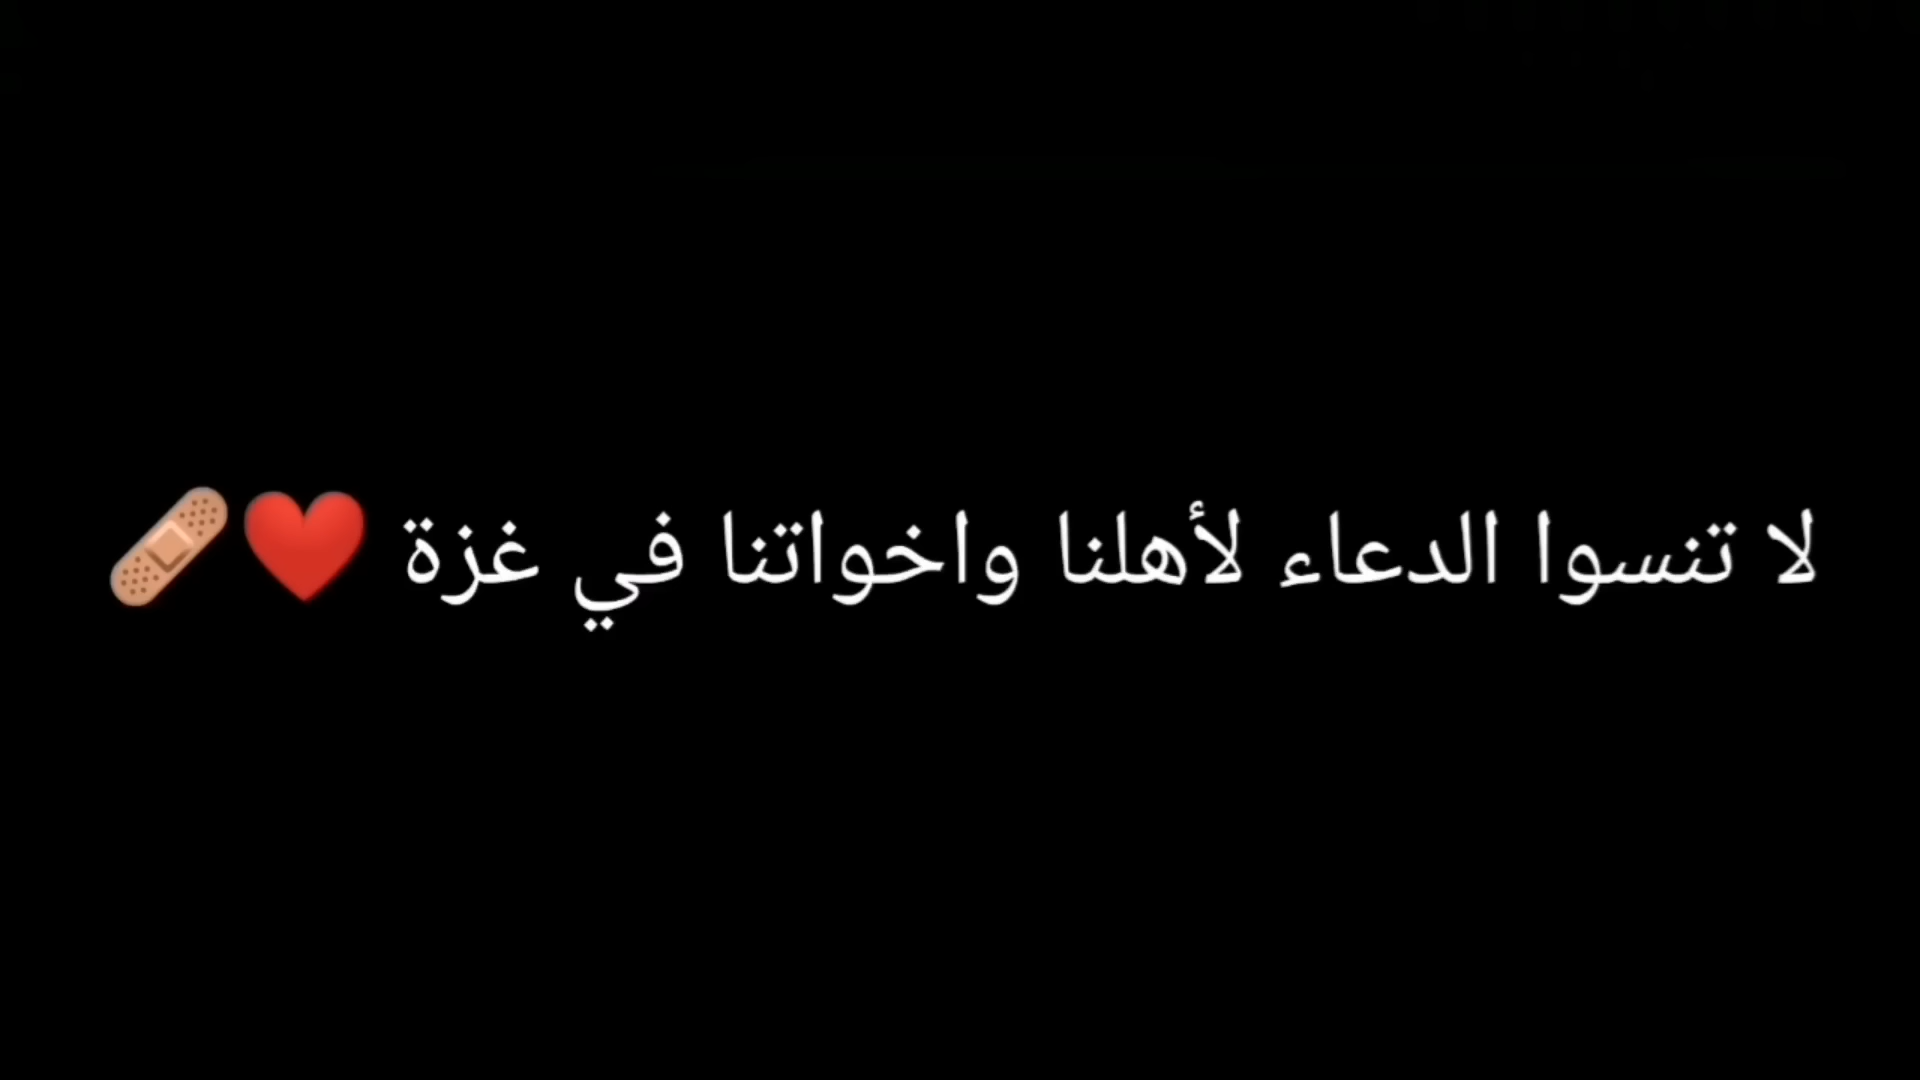 لا تنسوا الدعاء لأهلنا واخواتنا في غزة ❤️🩹